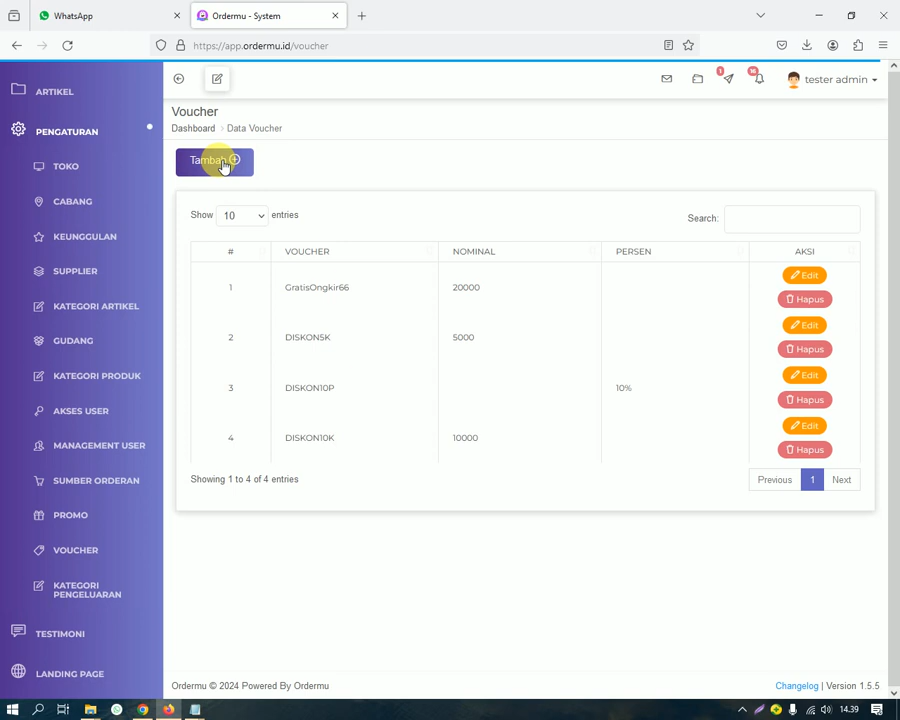 WhatsApp
Ordermu - System
https://app.ordermu.id/voucher
ARTIKEL
PENGATURAN
TOKO
CABANG
KEUNGGULAN
SUPPLIER
KATEGORI ARTIKEL
GUDANG
KATEGORI PRODUK
AKSES USER
MANAGEMENT USER
SUMBER ORDERAN
PROMO
VOUCHER
KATEGORI
PENGELUARAN
TESTIMONI
LANDING PAGE
1
16
tester admin
Voucher
Dashboard > Data Voucher
Tambah
Show 10 entries
Search:
# VOUCHER NOMINAL PERSEN AKSI
1 GratisOngkir66 20000 Edit
Hapus
2 DISKON5K 5000 Edit
Hapus
3 DISKON10P 10% Edit
Hapus
4 DISKON10K 10000 Edit
Hapus
Showing 1 to 4 of 4 entries
Previous 1 Next
Ordermu © 2024 Powered By Ordermu
Changelog | Version 1.5.5
14.39